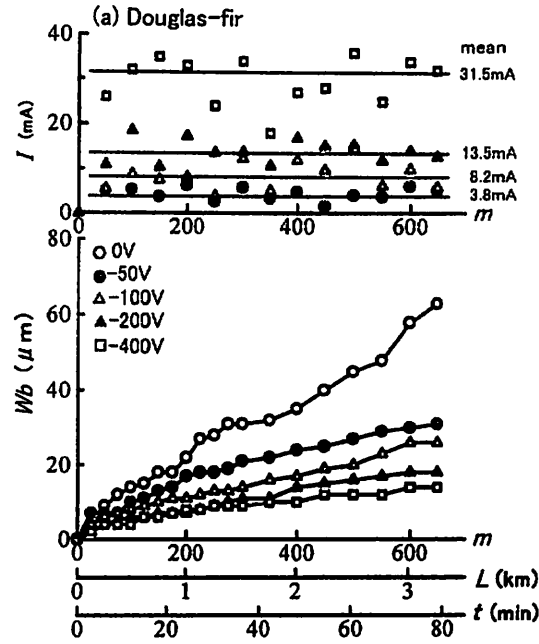 (a) Douglas-fir
40
20
0
I (mA)
mean
31.5mA
13.5mA
8.2mA
3.8mA
0 200 400 600 m
80
60
40
20
0
Wb (μm)
0V
-50V
-100V
-200V
-400V
0 200 400 600 m
0 1 2 3 L (km)
0 20 40 60 80 t (min)